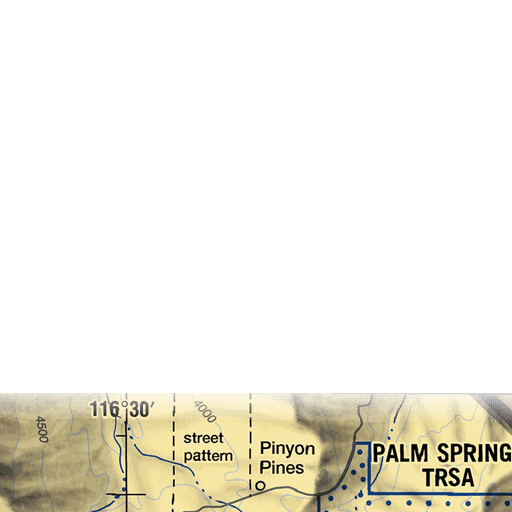 116°30′
4000
4500
street
pattern
Pinyon
Pines
PALM SPRING
TRSA